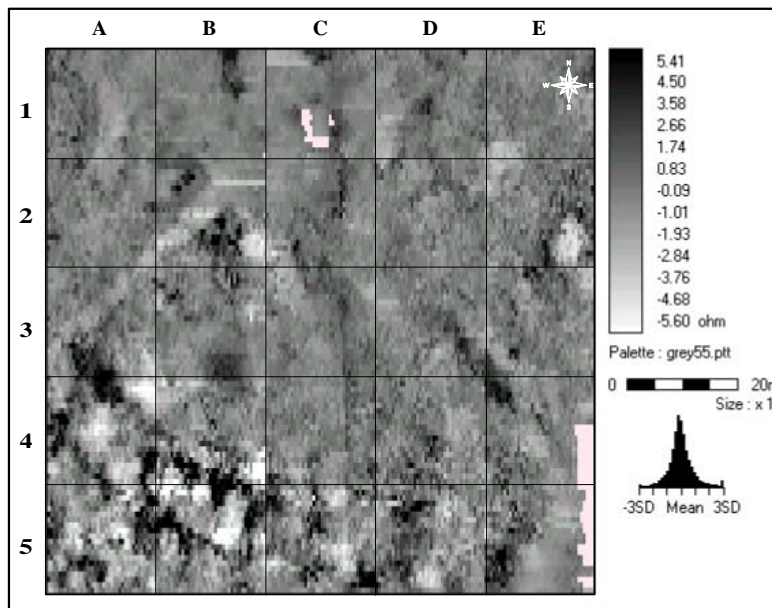 A B C D E
1
2
3
4
5
N
W E
S
5.41
4.50
3.58
2.66
1.74
0.83
-0.09
-1.01
-1.93
-2.84
-3.76
-4.68
-5.60 ohm
Palette : grey55.ptt
0 20m
Size : x 1
-3SD Mean 3SD